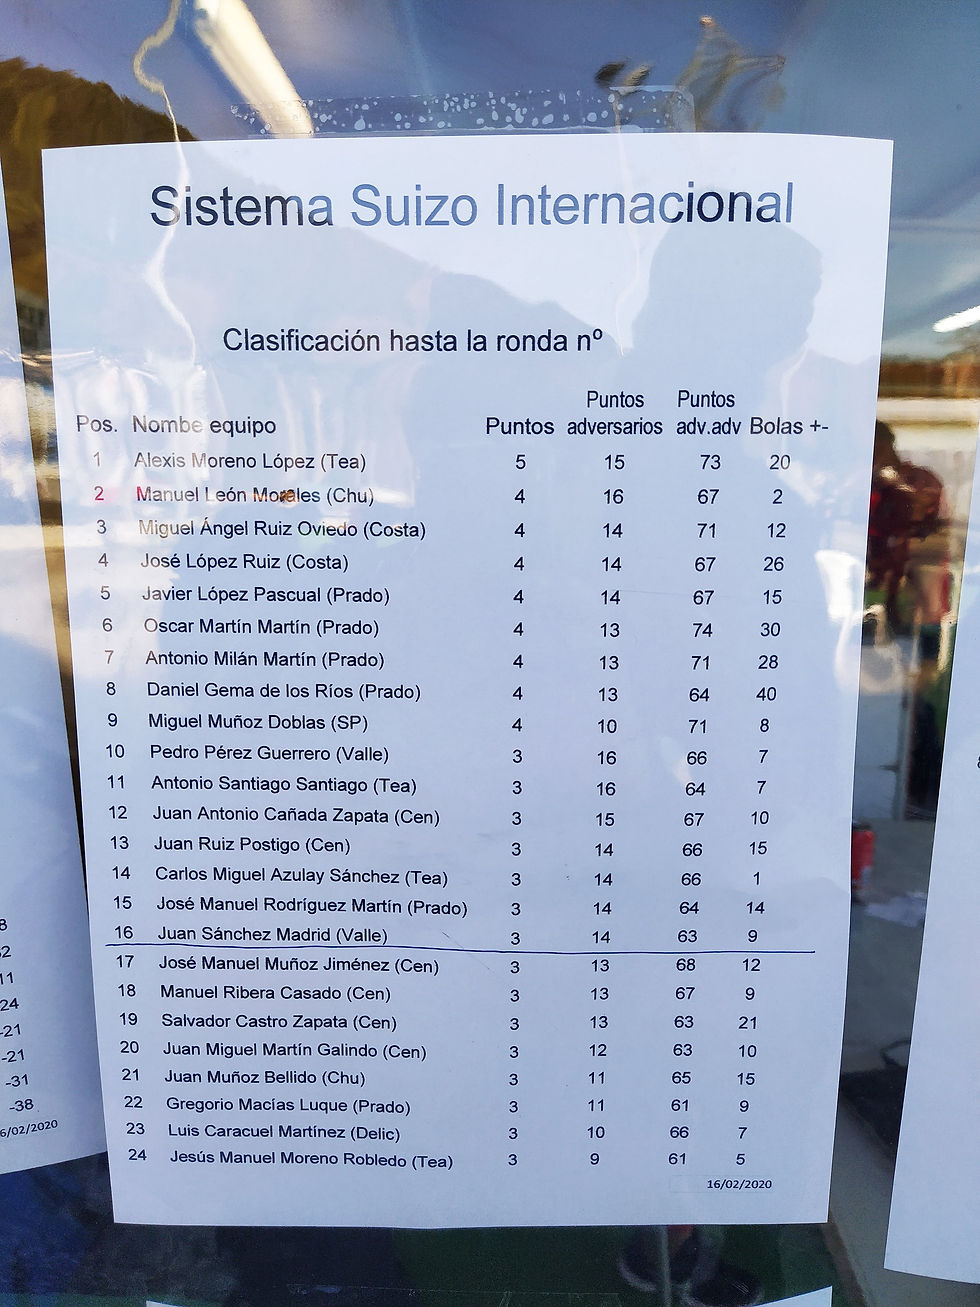 Sistema Suizo Internacional
Clasificación hasta la ronda nº
Pos. Nombe equipo Puntos Puntos adversarios Puntos adv.adv Bolas +-
1 Alexis Moreno López (Tea) 5 15 73 20
2 Manuel León Morales (Chu) 4 16 67 2
3 Miguel Ángel Ruiz Oviedo (Costa) 4 14 71 12
4 José López Ruiz (Costa) 4 14 67 26
5 Javier López Pascual (Prado) 4 14 67 15
6 Oscar Martín Martín (Prado) 4 13 74 30
7 Antonio Milán Martín (Prado) 4 13 71 28
8 Daniel Gema de los Ríos (Prado) 4 13 64 40
9 Miguel Muñoz Doblas (SP) 4 10 71 8
10 Pedro Pérez Guerrero (Valle) 3 16 66 7
11 Antonio Santiago Santiago (Tea) 3 16 64 7
12 Juan Antonio Cañada Zapata (Cen) 3 15 67 10
13 Juan Ruiz Postigo (Cen) 3 14 66 15
14 Carlos Miguel Azulay Sánchez (Tea) 3 14 66 1
15 José Manuel Rodríguez Martín (Prado) 3 14 64 14
16 Juan Sánchez Madrid (Valle) 3 14 63 9
17 José Manuel Muñoz Jiménez (Cen) 3 13 68 12
18 Manuel Ribera Casado (Cen) 3 13 67 9
19 Salvador Castro Zapata (Cen) 3 13 63 21
20 Juan Miguel Martín Galindo (Cen) 3 12 63 10
21 Juan Muñoz Bellido (Chu) 3 11 65 15
22 Gregorio Macías Luque (Prado) 3 11 61 9
23 Luis Caracuel Martínez (Delic) 3 10 66 7
24 Jesús Manuel Moreno Robledo (Tea) 3 9 61 5
16/02/2020
11
24
-21
-21
-31
-38
6/02/2020